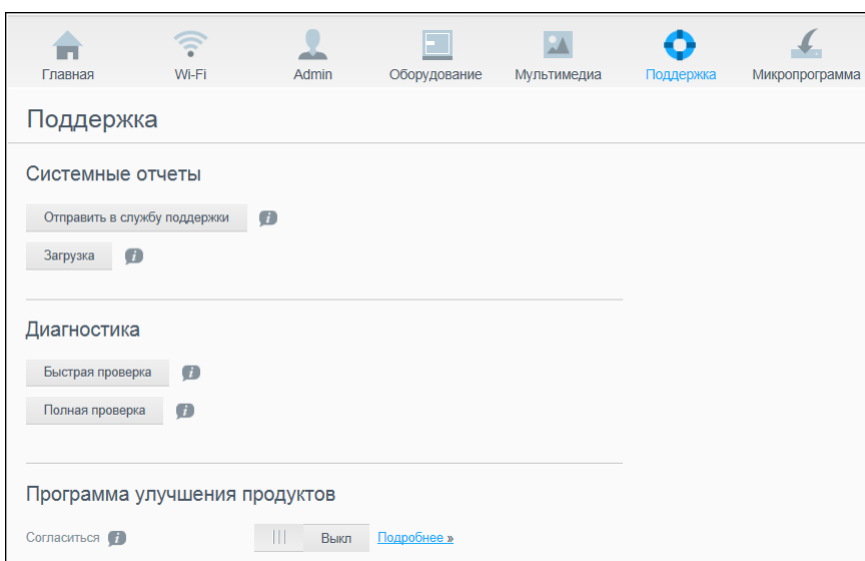 Главная Wi-Fi Admin Оборудование Мультимедиа Поддержка Микропрограмма
Поддержка
Системные отчеты
Отправить в службу поддержки
Загрузка
Диагностика
Быстрая проверка
Полная проверка
Программа улучшения продуктов
Согласиться Выкл Подробнее »